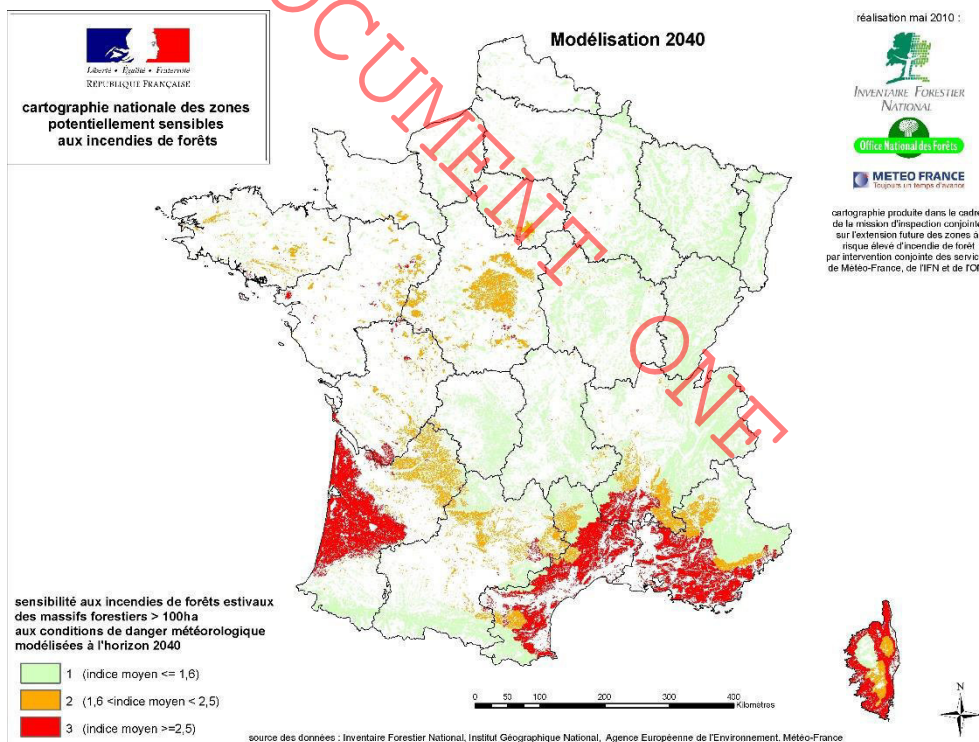 Liberté • Égalité • Fraternité
RÉPUBLIQUE FRANÇAISE
cartographie nationale des zones
potentiellement sensibles
aux incendies de forêts
Modélisation 2040
réalisation mai 2010 :
INVENTAIRE FORESTIER
NATIONAL
Office National des Forêts
METEO FRANCE
Toujours un temps d'avance
cartographie produite dans le cadre
de la mission d'inspection conjointe
sur l'extension future des zones à
risque élevé d'incendie de forêt
par intervention conjointe des
de Météo-France, de l'IFN et de
DOCUMENT ONE
sensibilité aux incendies de forêts estivaux
des massifs forestiers > 100ha
aux conditions de danger météorologique
modélisées à l'horizon 2040
1 (indice moyen <= 1,6)
2 (1,6 <indice moyen < 2,5)
3 (indice moyen >=2,5)
0 50 100 200 300 400
Kilomètres
N
source des données : Inventaire Forestier National, Institut Géographique National, Agence Européenne de l'Environnement, Météo-France